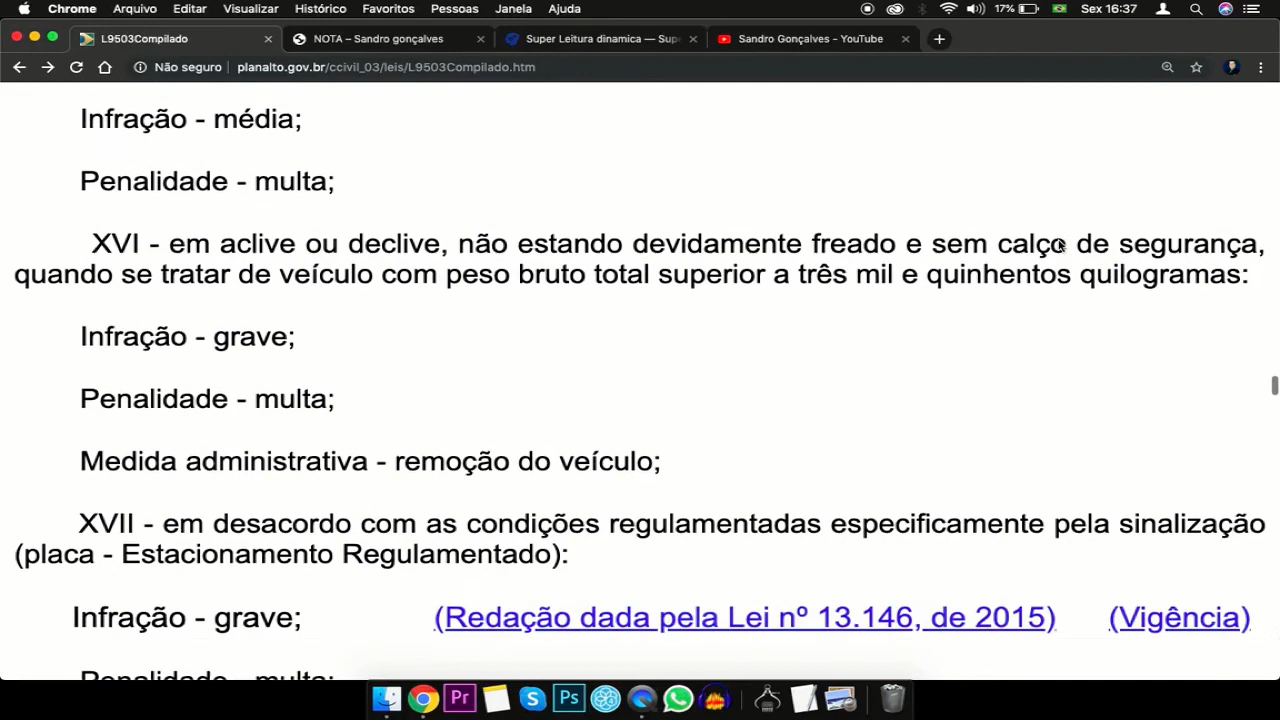 Chrome Arquivo Editar Visualizar Histórico Favoritos Pessoas Janela Ajuda 17% Sex 16:37
L9503Compilado NOTA – Sandro gonçalves Super Leitura dinamica — Sup Sandro Gonçalves - YouTube
Não seguro planalto.gov.br/ccivil_03/leis/L9503Compilado.htm
Infração - média;
Penalidade - multa;
XVI - em aclive ou declive, não estando devidamente freado e sem calço de segurança,
quando se tratar de veículo com peso bruto total superior a três mil e quinhentos quilogramas:
Infração - grave;
Penalidade - multa;
Medida administrativa - remoção do veículo;
XVII - em desacordo com as condições regulamentadas especificamente pela sinalização
(placa - Estacionamento Regulamentado):
Infração - grave; (Redação dada pela Lei nº 13.146, de 2015) (Vigência)
Penalidade - multa;
Pr Ps